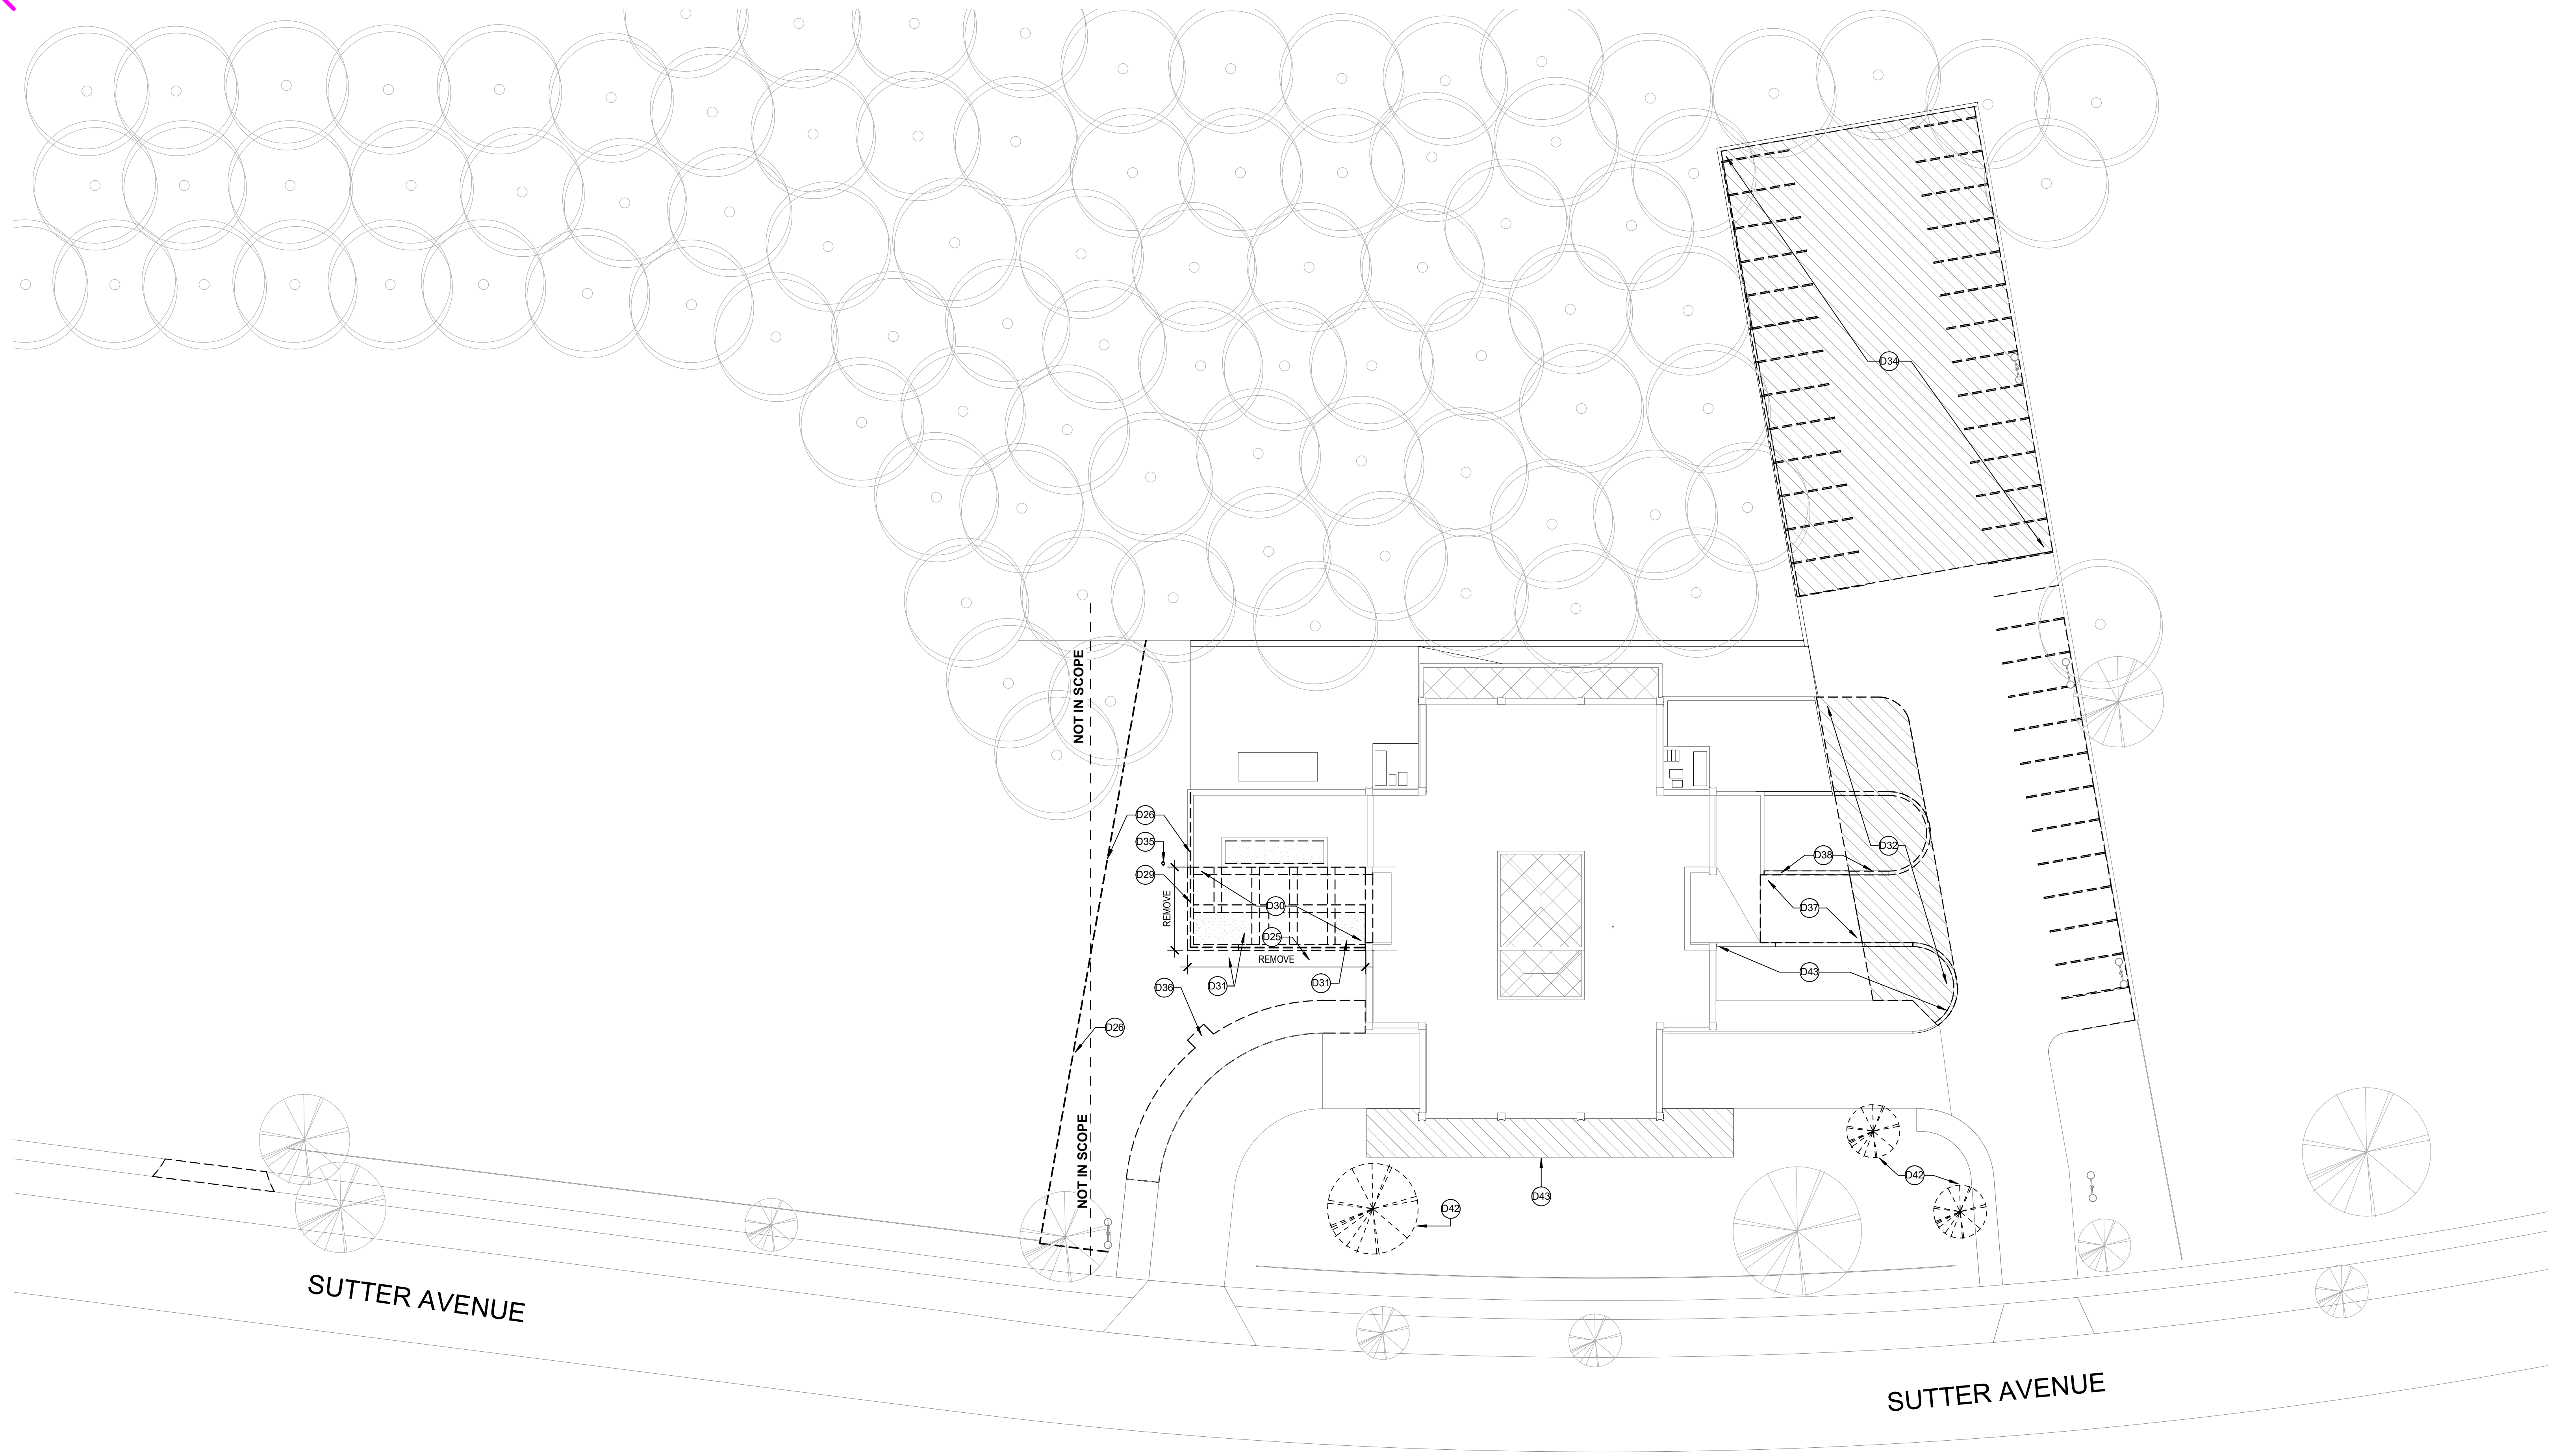 D34
NOT IN SCOPE
D26
D35
D29
REMOVE
D30
D25
REMOVE
D31
D31
D36
D26
D32
D38
D37
D43
NOT IN SCOPE
D42
D43
D42
SUTTER AVENUE
SUTTER AVENUE